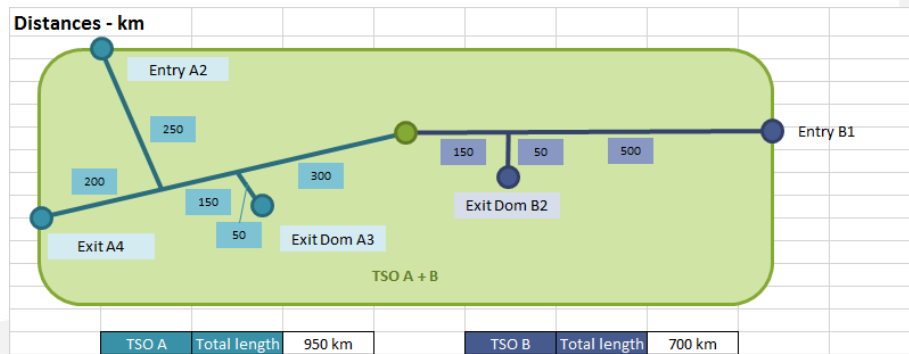 Distances - km
Entry A2
Entry B1
250
150
50
500
300
200
150
Exit Dom B2
50
Exit Dom A3
Exit A4
TSO A + B
TSO A Total length 950 km TSO B Total length 700 km